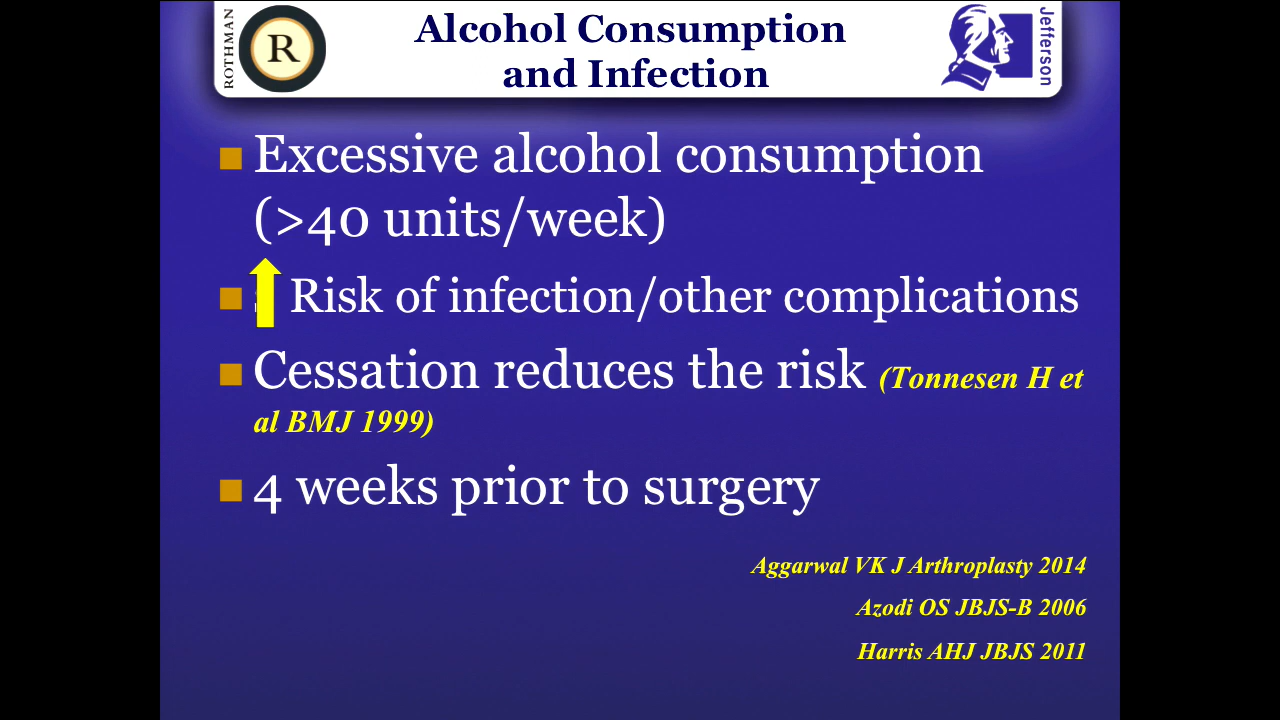 ROTHMAN
R
Alcohol Consumption
and Infection
Jefferson
Excessive alcohol consumption
(>40 units/week)
Risk of infection/other complications
Cessation reduces the risk (Tonnesen H et
al BMJ 1999)
4 weeks prior to surgery
Aggarwal VK J Arthroplasty 2014
Azodi OS JBJS-B 2006
Harris AHJ JBJS 2011